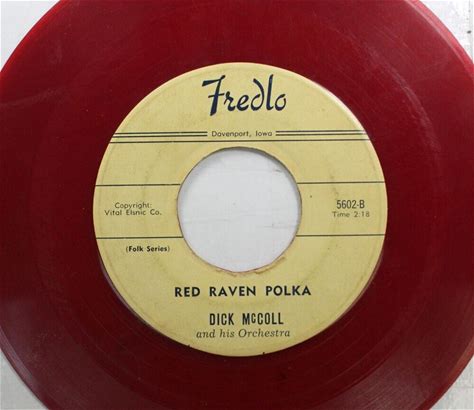 Fredlo
Davenport, Iowa
Copyright:
Vital Elsnic Co.
5602-B
Time 2:18
(Folk Series)
RED RAVEN POLKA
DICK McCOLL
and his Orchestra